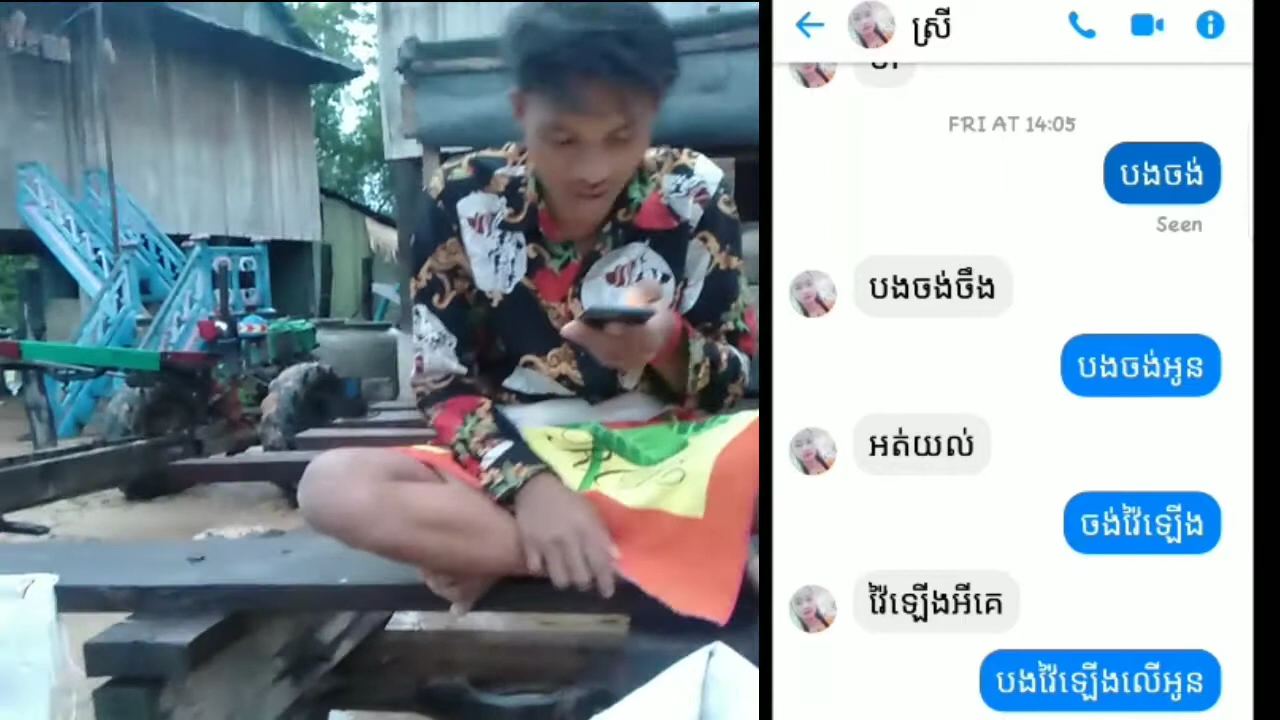 ស្រី
FRI AT 14:05
បងចង់
Seen
បងចង់ចឹង
បងចង់អូន
អត់យល់
ចង់វ៉ៃឡើង
វ៉ៃឡើងអីគេ
បងវ៉ៃឡើងលើអូន